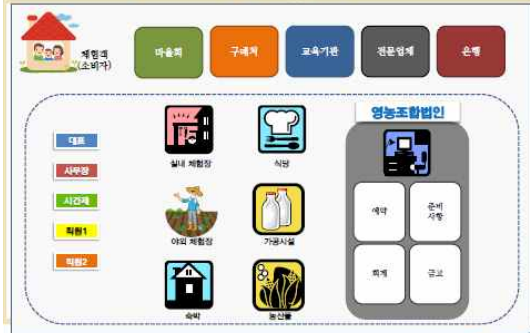 체험객
(소비자)
마을회
구매처
교육기관
전문업체
은행
영농조합법인
대표
사무장
시간제
직원1
직원2
실내 체험장
식당
야외 체험장
가공시설
숙박
농산물
예약
준비
사항
회계
금고